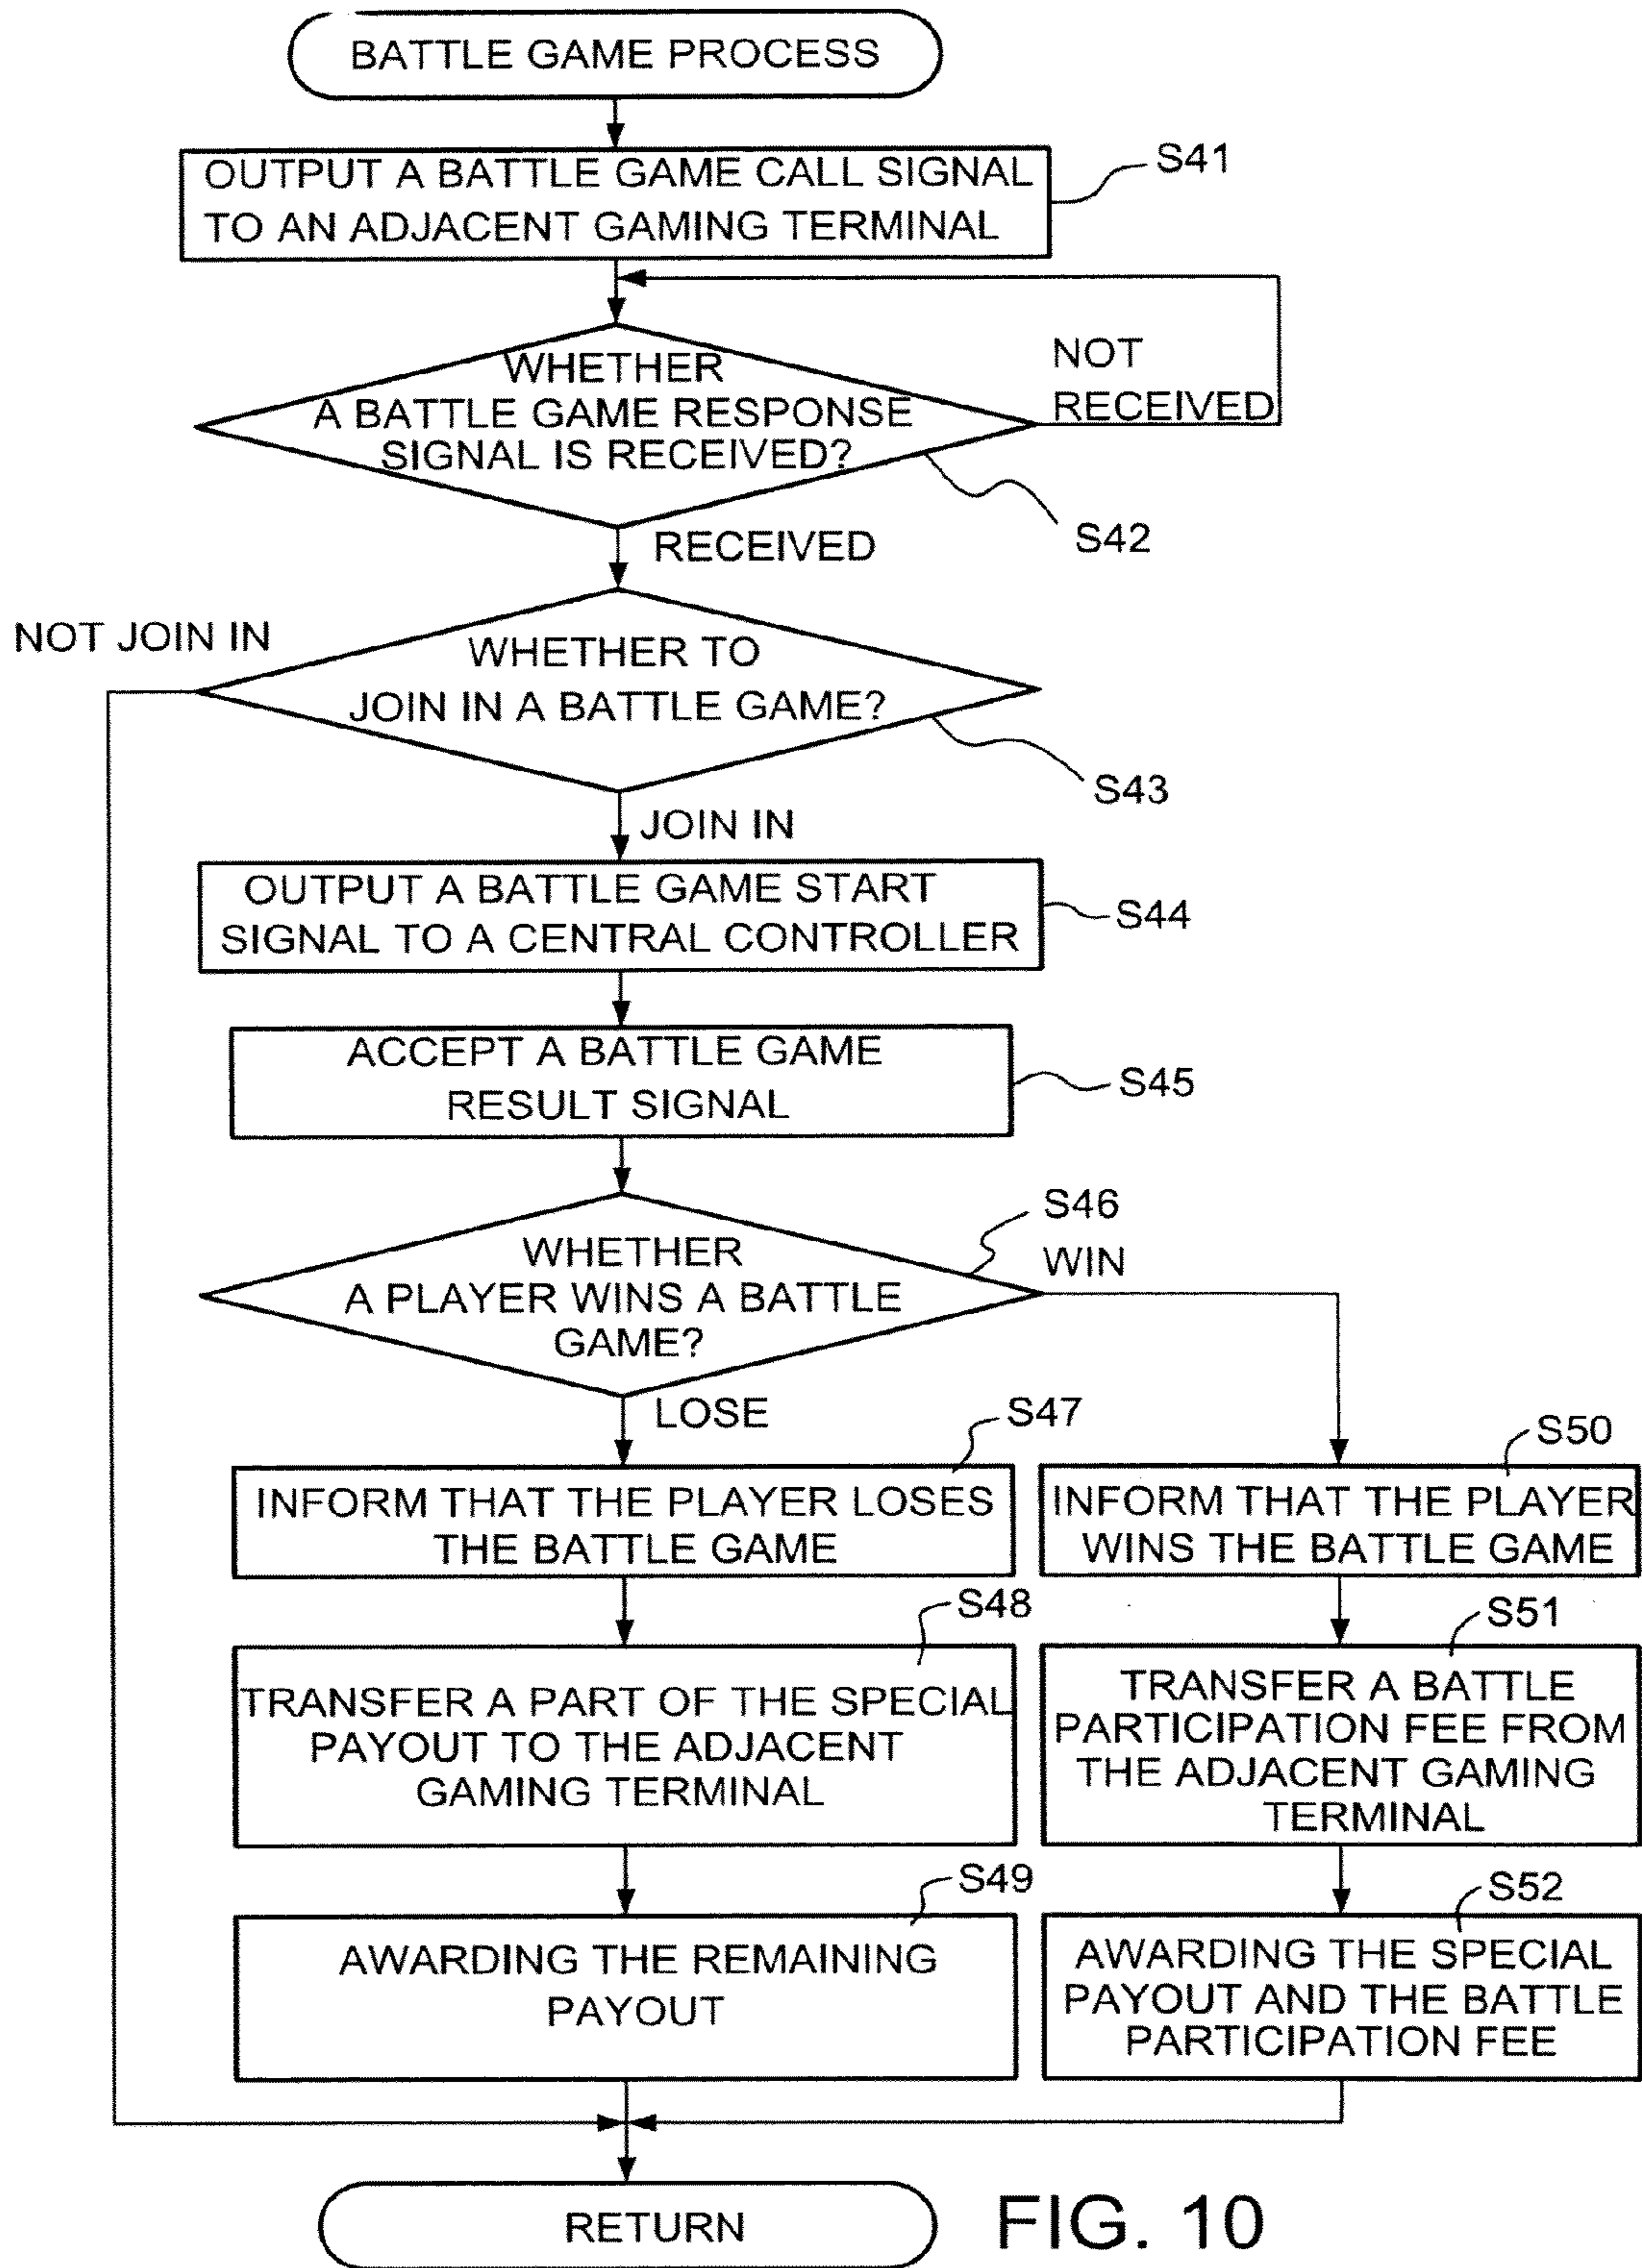 BATTLE GAME PROCESS
OUTPUT A BATTLE GAME CALL SIGNAL
TO AN ADJACENT GAMING TERMINAL
S41
WHETHER
A BATTLE GAME RESPONSE
SIGNAL IS RECEIVED?
NOT
RECEIVED
S42
RECEIVED
NOT JOIN IN
WHETHER TO
JOIN IN A BATTLE GAME?
S43
JOIN IN
OUTPUT A BATTLE GAME START
SIGNAL TO A CENTRAL CONTROLLER
S44
ACCEPT A BATTLE GAME
RESULT SIGNAL
S45
S46
WHETHER
A PLAYER WINS A BATTLE
GAME?
WIN
LOSE
S47
INFORM THAT THE PLAYER LOSES
THE BATTLE GAME
S50
INFORM THAT THE PLAYER
WINS THE BATTLE GAME
S48
TRANSFER A PART OF THE SPECIAL
PAYOUT TO THE ADJACENT
GAMING TERMINAL
S51
TRANSFER A BATTLE
PARTICIPATION FEE FROM
THE ADJACENT GAMING
TERMINAL
S49
AWARDING THE REMAINING
PAYOUT
S52
AWARDING THE SPECIAL
PAYOUT AND THE BATTLE
PARTICIPATION FEE
RETURN
FIG. 10